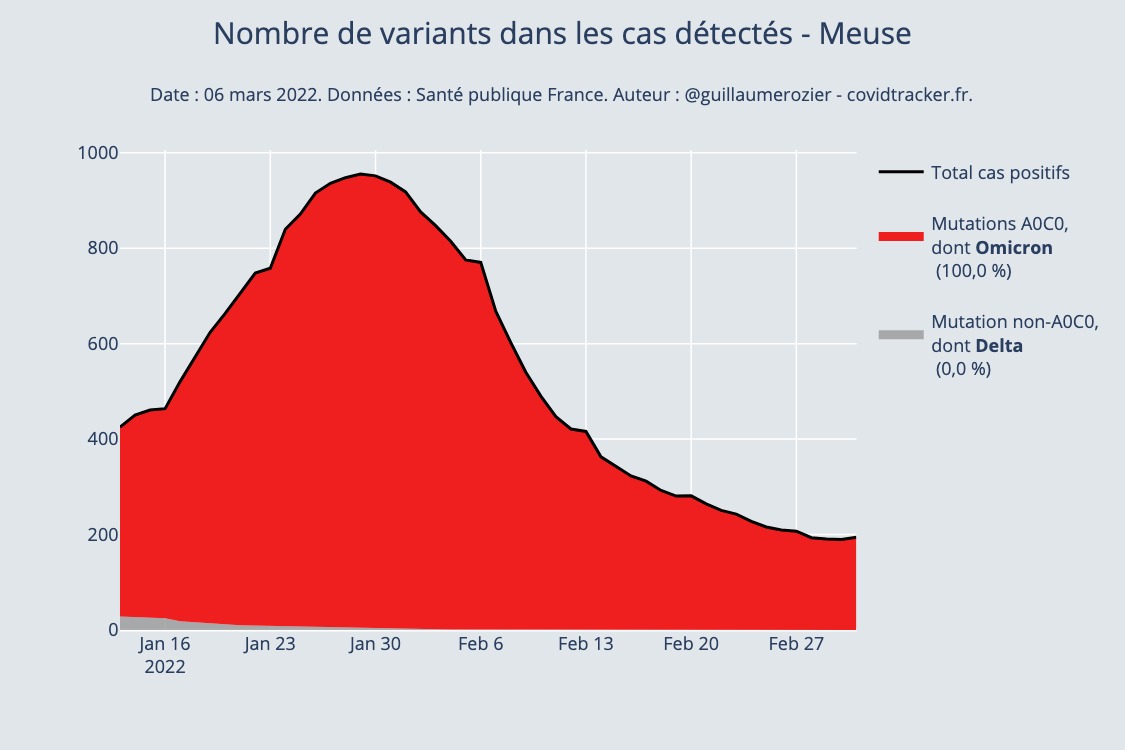 Nombre de variants dans les cas détectés - Meuse
Date : 06 mars 2022. Données : Santé publique France. Auteur : @guillaumerozier - covidtracker.fr.
1000
800
600
400
200
0
Jan 16
2022
Jan 23
Jan 30
Feb 6
Feb 13
Feb 20
Feb 27
Total cas positifs
Mutations A0C0,
dont Omicron
(100,0 %)
Mutation non-A0C0,
dont Delta
(0,0 %)